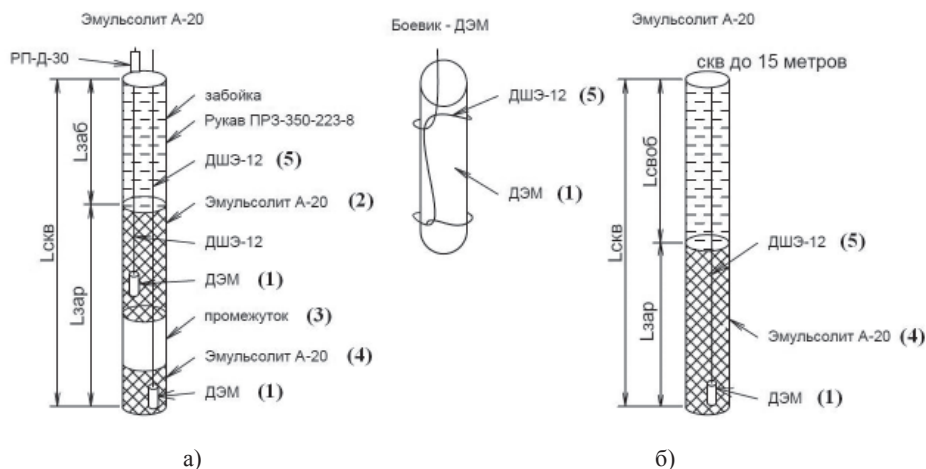 Эмульсолит А-20
РП-Д-30
забойка
Рукав ПРЗ-350-223-8
ДШЭ-12 (5)
Эмульсолит А-20 (2)
ДШЭ-12
ДЭМ (1)
промежуток (3)
Эмульсолит А-20 (4)
ДЭМ (1)
Lскв
Lзаб
Lзар
а)
Боевик - ДЭМ
ДШЭ-12 (5)
ДЭМ (1)
Эмульсолит А-20
скв до 15 метров
Lскв
Lсвоб
Lзар
ДШЭ-12 (5)
Эмульсолит А-20 (4)
ДЭМ (1)
б)